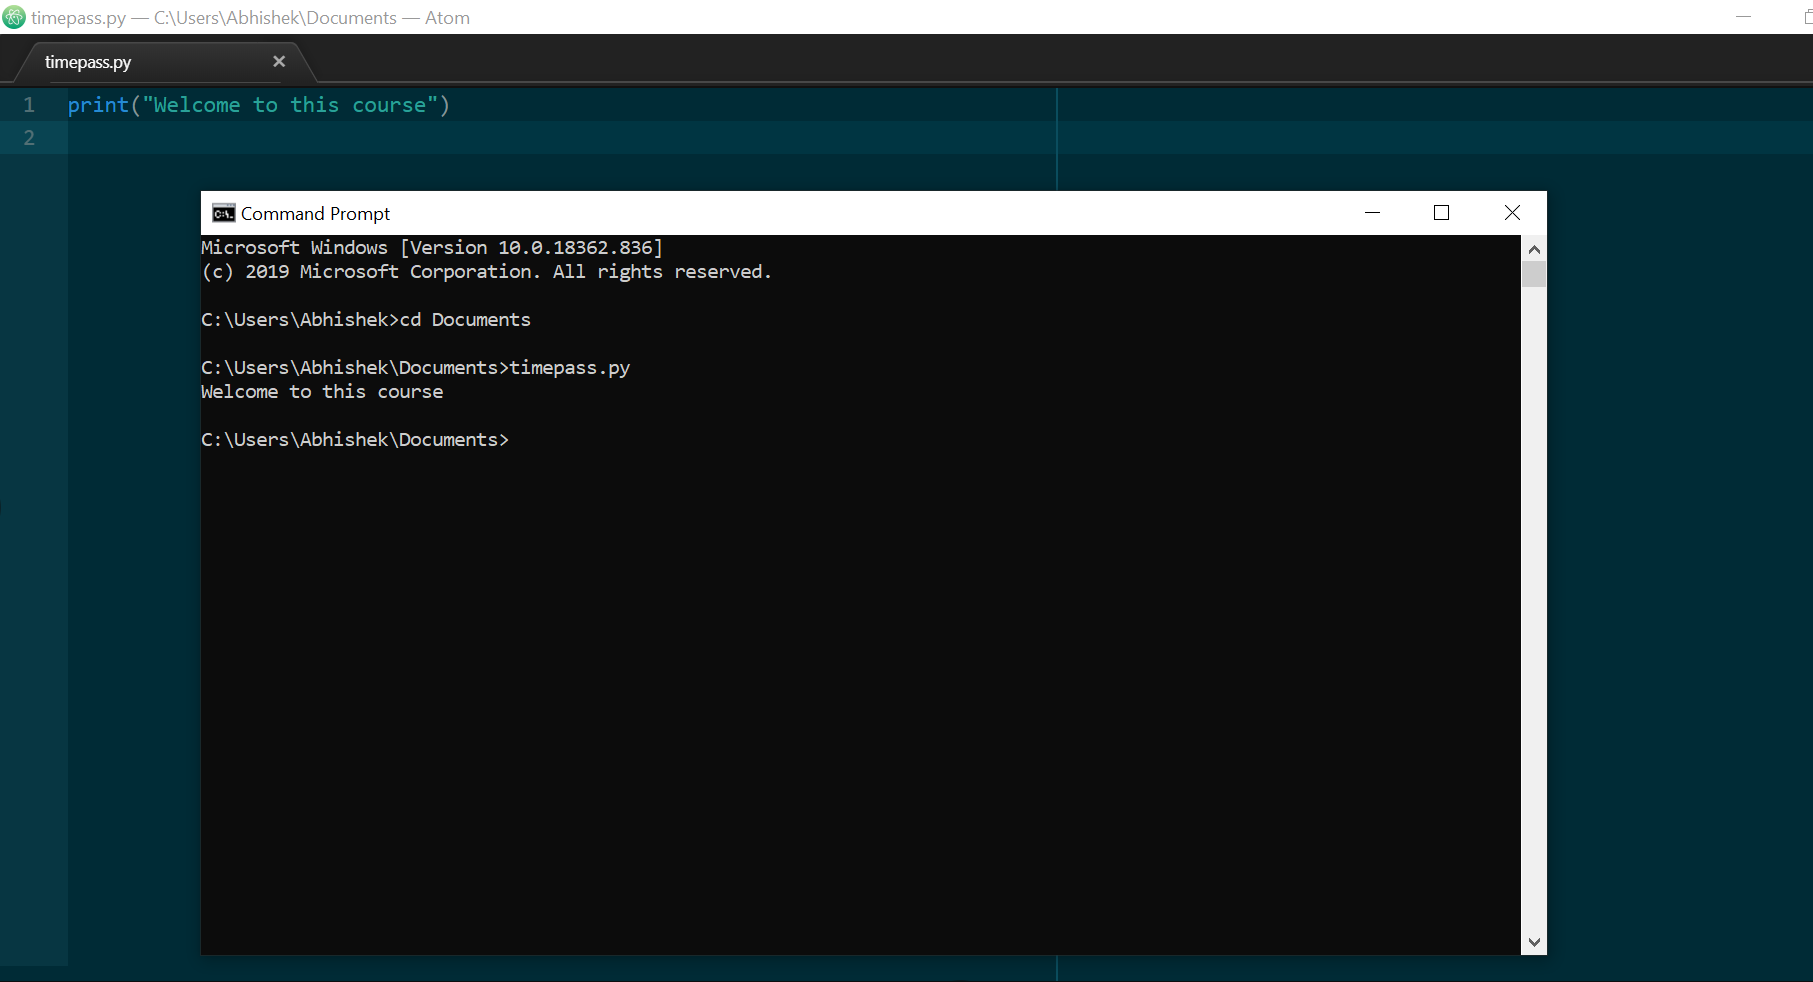 timepass.py — C:\Users\Abhishek\Documents — Atom
timepass.py
1 print("Welcome to this course")
2
Command Prompt
Microsoft Windows [Version 10.0.18362.836]
(c) 2019 Microsoft Corporation. All rights reserved.
C:\Users\Abhishek>cd Documents
C:\Users\Abhishek\Documents>timepass.py
Welcome to this course
C:\Users\Abhishek\Documents>